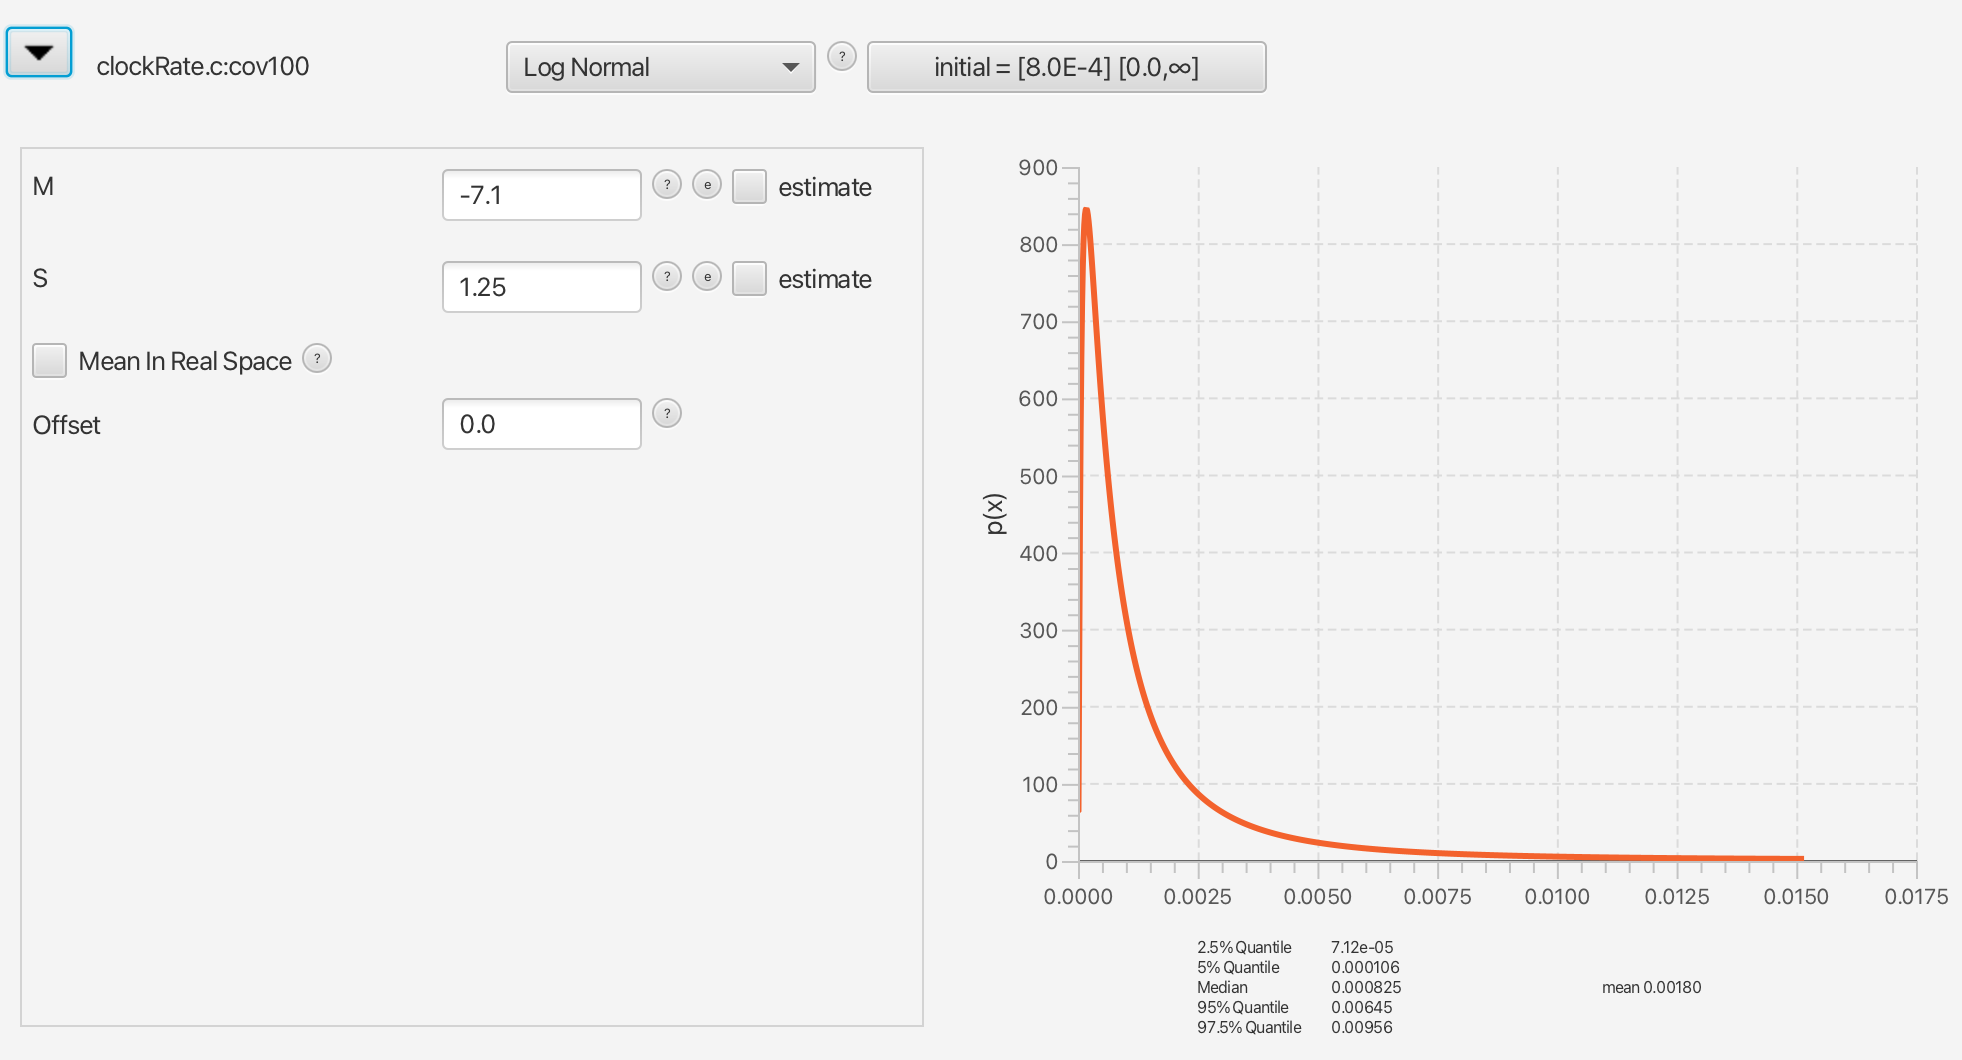 clockRate.c:cov100
Log Normal
?
initial = [8.0E-4] [0.0,∞]
M
-7.1
?
e
estimate
S
1.25
?
e
estimate
Mean In Real Space
?
Offset
0.0
?
p(x)
900
800
700
600
500
400
300
200
100
0
0.0000
0.0025
0.0050
0.0075
0.0100
0.0125
0.0150
0.0175
2.5% Quantile 7.12e-05
5% Quantile 0.000106
Median 0.000825 mean 0.00180
95% Quantile 0.00645
97.5% Quantile 0.00956